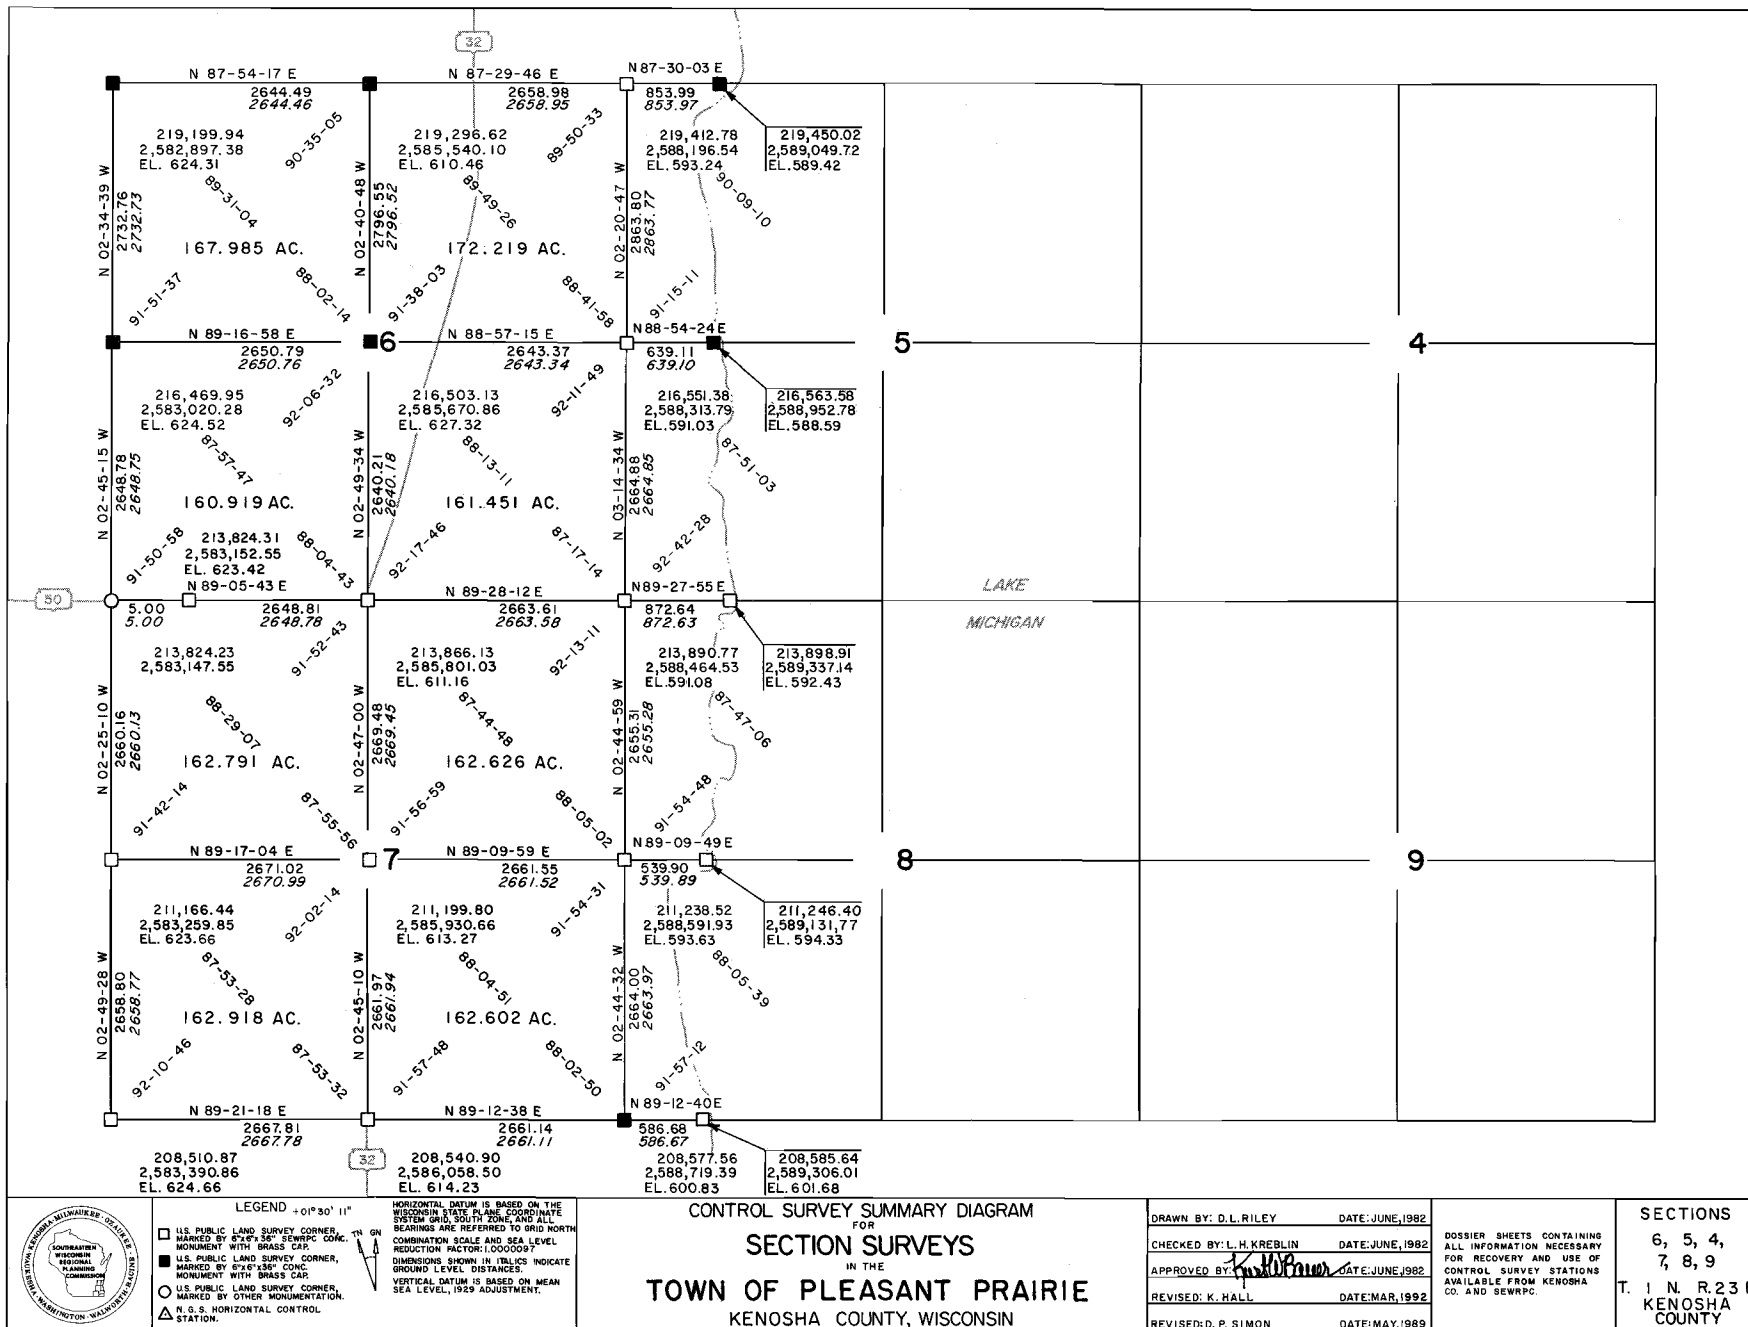 32
N 87-54-17 E
N 87-29-46 E
N 87-30-03 E
2644.49
2644.46
2658.98
2658.95
853.99
853.97
90-35-05
89-50-33
219,199.94
2,582,897.38
EL. 624.31
219,296.62
2,585,540.10
EL. 610.46
219,412.78
2,588,196.54
EL. 593.24
219,450.02
2,589,049.72
EL. 589.42
N 02-34-39 W
2732.76
2732.73
89-31-04
N 02-40-48 W
2796.55
2796.52
89-49-26
N 02-20-47 W
2863.80
2863.77
90-09-10
167.985 AC.
172.219 AC.
91-51-37
88-02-14
91-38-03
88-41-58
91-15-11
N 89-16-58 E
6
N 88-57-15 E
N 88-54-24 E
5
4
2650.79
2650.76
2643.37
2643.34
639.11
639.10
92-06-32
92-11-49
216,469.95
2,583,020.28
EL. 624.52
216,503.13
2,585,670.86
EL. 627.32
216,551.38
2,588,313.79
EL. 591.03
216,563.58
2,588,952.78
EL. 588.59
N 02-45-15 W
2648.78
2648.75
87-57-47
N 02-49-34 W
2640.21
2640.18
88-13-11
N 03-14-34 W
2664.88
2664.85
87-51-03
160.919 AC.
161.451 AC.
91-50-58
213,824.31
2,583,152.55
EL. 623.42
88-04-43
92-17-46
87-17-14
92-42-28
50
N 89-05-43 E
N 89-28-12 E
N 89-27-55 E
LAKE
MICHIGAN
5.00
5.00
2648.81
2648.78
2663.61
2663.58
872.64
872.63
91-52-43
92-13-11
213,824.23
2,583,147.55
213,866.13
2,585,801.03
EL. 611.16
213,890.77
2,588,464.53
EL. 591.08
213,898.91
2,589,337.14
EL. 592.43
N 02-25-10 W
2660.16
2660.13
88-29-07
N 02-47-00 W
2669.48
2669.45
87-44-48
N 02-44-59 W
2655.31
2655.28
87-47-06
162.791 AC.
162.626 AC.
91-42-14
87-55-56
91-56-59
88-05-02
91-54-48
N 89-17-04 E
7
N 89-09-59 E
N 89-09-49 E
8
9
2671.02
2670.99
2661.55
2661.52
539.90
539.89
92-02-14
91-54-31
211,166.44
2,583,259.85
EL. 623.66
211,199.80
2,585,930.66
EL. 613.27
211,238.52
2,588,591.93
EL. 593.63
211,246.40
2,589,131.77
EL. 594.33
N 02-49-28 W
2658.80
2658.77
87-53-28
N 02-45-10 W
2661.97
2661.94
88-04-51
N 02-44-32 W
2664.00
2663.97
88-05-39
162.918 AC.
162.602 AC.
92-10-46
87-53-32
91-57-48
88-02-50
91-57-12
N 89-21-18 E
N 89-12-38 E
N 89-12-40 E
2667.81
2667.78
2661.14
2661.11
586.68
586.67
32
208,510.87
2,583,390.86
EL. 624.66
208,540.90
2,586,058.50
EL. 614.23
208,577.56
2,588,719.39
EL. 600.83
208,585.64
2,589,306.01
EL. 601.68
KENOSHA·MILWAUKEE·OZAUKEE·RACINE·WALWORTH·WASHINGTON·WAUKESHA
SOUTHEASTERN
WISCONSIN
REGIONAL
PLANNING
COMMISSION
LEGEND
+01°30' 11"
TN GN
U.S. PUBLIC LAND SURVEY CORNER,
MARKED BY 6"x6"x 36" SEWRPC CONC.
MONUMENT WITH BRASS CAP.
U.S. PUBLIC LAND SURVEY CORNER,
MARKED BY 6"x6"x36" CONC.
MONUMENT WITH BRASS CAP.
U.S. PUBLIC LAND SURVEY CORNER,
MARKED BY OTHER MONUMENTATION.
N.G.S. HORIZONTAL CONTROL
STATION.
HORIZONTAL DATUM IS BASED ON THE
WISCONSIN STATE PLANE COORDINATE
SYSTEM GRID, SOUTH ZONE, AND ALL
BEARINGS ARE REFERRED TO GRID NORTH
COMBINATION SCALE AND SEA LEVEL
REDUCTION FACTOR: 1.0000097
DIMENSIONS SHOWN IN ITALICS INDICATE
GROUND LEVEL DISTANCES.
VERTICAL DATUM IS BASED ON MEAN
SEA LEVEL, 1929 ADJUSTMENT.
CONTROL SURVEY SUMMARY DIAGRAM
FOR
SECTION SURVEYS
IN THE
TOWN OF PLEASANT PRAIRIE
KENOSHA COUNTY, WISCONSIN
DRAWN BY: D.L. RILEY DATE: JUNE, 1982
CHECKED BY: L.H. KREBLIN DATE: JUNE, 1982
APPROVED BY: Kurt W Bauer DATE: JUNE, 1982
REVISED: K. HALL DATE: MAR, 1992
REVISED: D. P. SIMON DATE: MAY, 1989
DOSSIER SHEETS CONTAINING
ALL INFORMATION NECESSARY
FOR RECOVERY AND USE OF
CONTROL SURVEY STATIONS
AVAILABLE FROM KENOSHA
CO. AND SEWRPC.
SECTIONS
6, 5, 4,
7, 8, 9
T. 1 N. R.23 E
KENOSHA
COUNTY